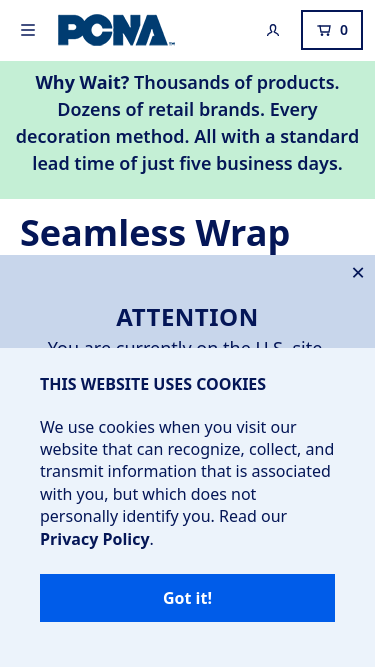 PCNA™
0
Why Wait? Thousands of products.
Dozens of retail brands. Every
decoration method. All with a standard
lead time of just five business days.
Seamless Wrap
ATTENTION
You are currently on the U.S. site.
THIS WEBSITE USES COOKIES
We use cookies when you visit our
website that can recognize, collect, and
transmit information that is associated
with you, but which does not
personally identify you. Read our
Privacy Policy.
Got it!